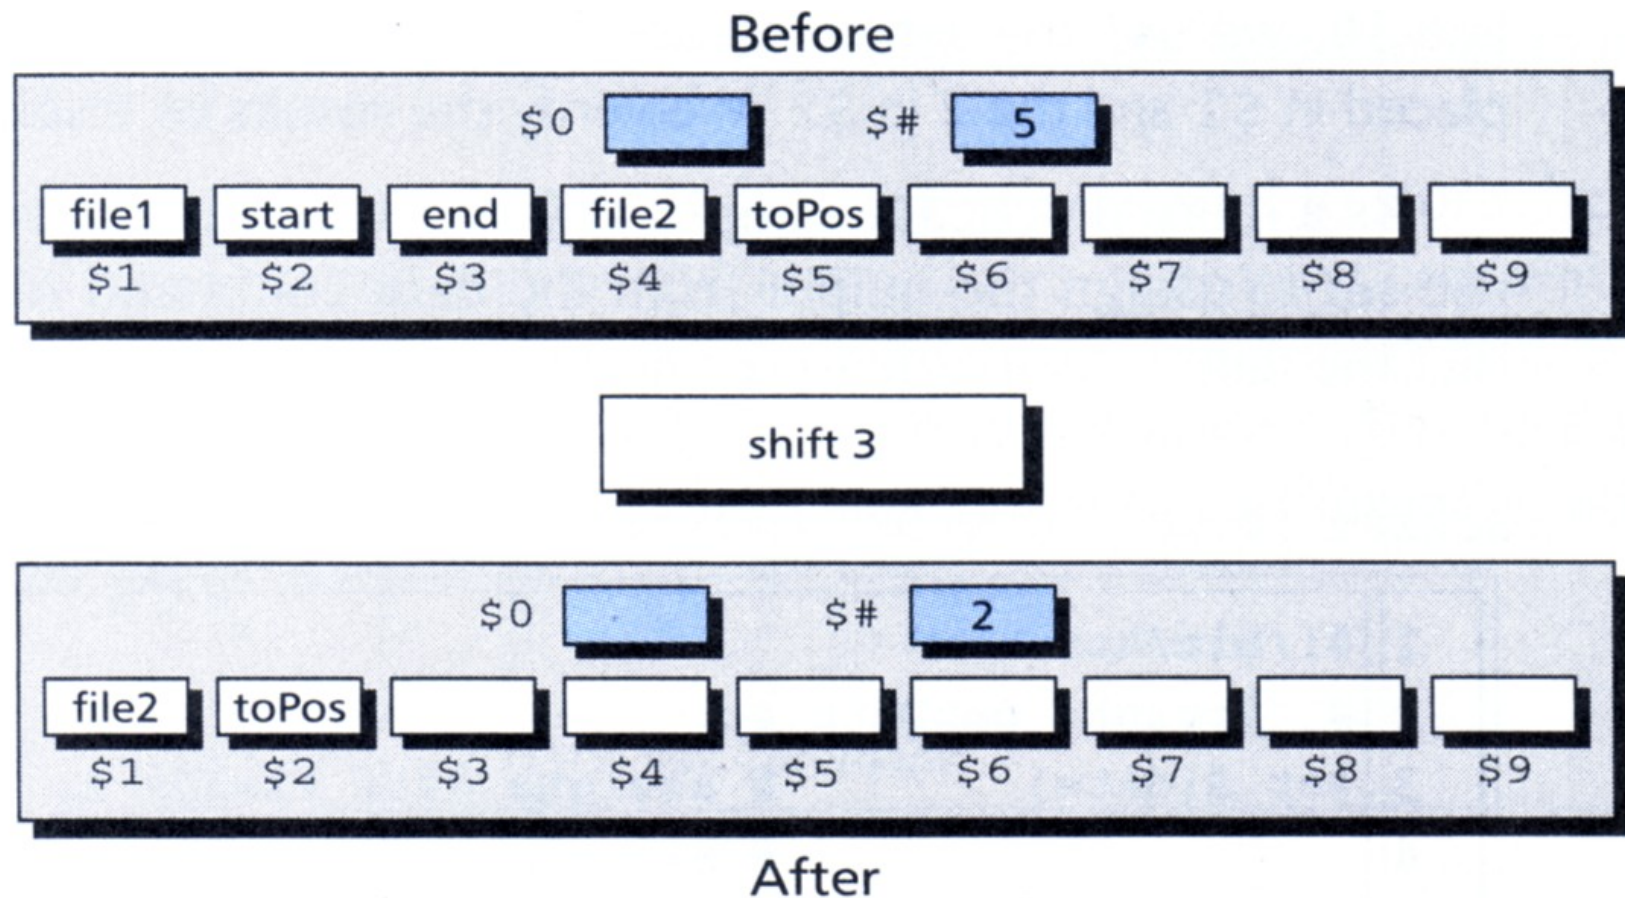 Before
$0 $# 5
file1 start end file2 toPos
$1 $2 $3 $4 $5 $6 $7 $8 $9
shift 3
$0 $# 2
file2 toPos
$1 $2 $3 $4 $5 $6 $7 $8 $9
After